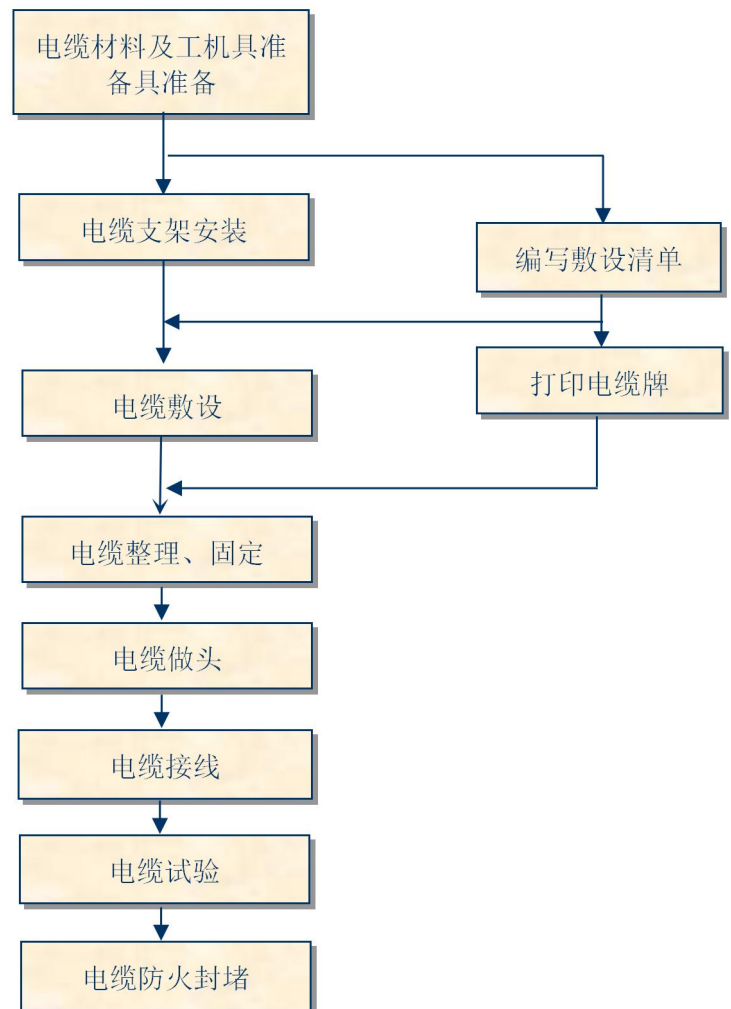 电缆材料及工机具准
备具准备
电缆支架安装
编写敷设清单
打印电缆牌
电缆敷设
电缆整理、固定
电缆做头
电缆接线
电缆试验
电缆防火封堵